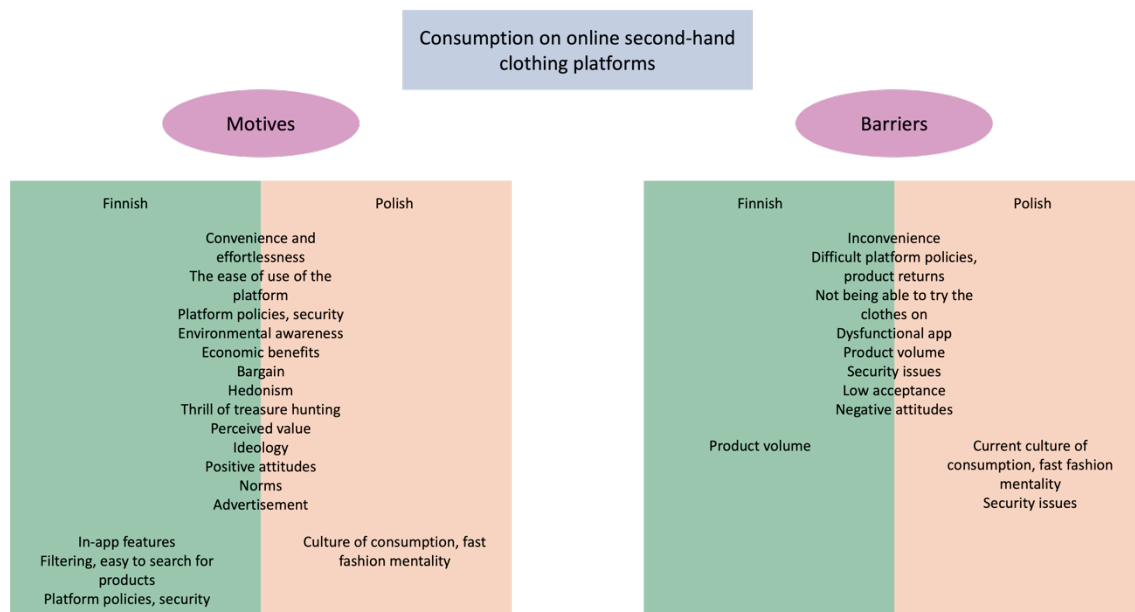 Consumption on online second-hand
clothing platforms
Motives
Finnish
Polish
Convenience and
effortlessness
The ease of use of the
platform
Platform policies, security
Environmental awareness
Economic benefits
Bargain
Hedonism
Thrill of treasure hunting
Perceived value
Ideology
Positive attitudes
Norms
Advertisement
In-app features
Filtering, easy to search for
products
Platform policies, security
Culture of consumption, fast
fashion mentality
Barriers
Finnish
Polish
Inconvenience
Difficult platform policies,
product returns
Not being able to try the
clothes on
Dysfunctional app
Product volume
Security issues
Low acceptance
Negative attitudes
Product volume
Current culture of
consumption, fast fashion
mentality
Security issues